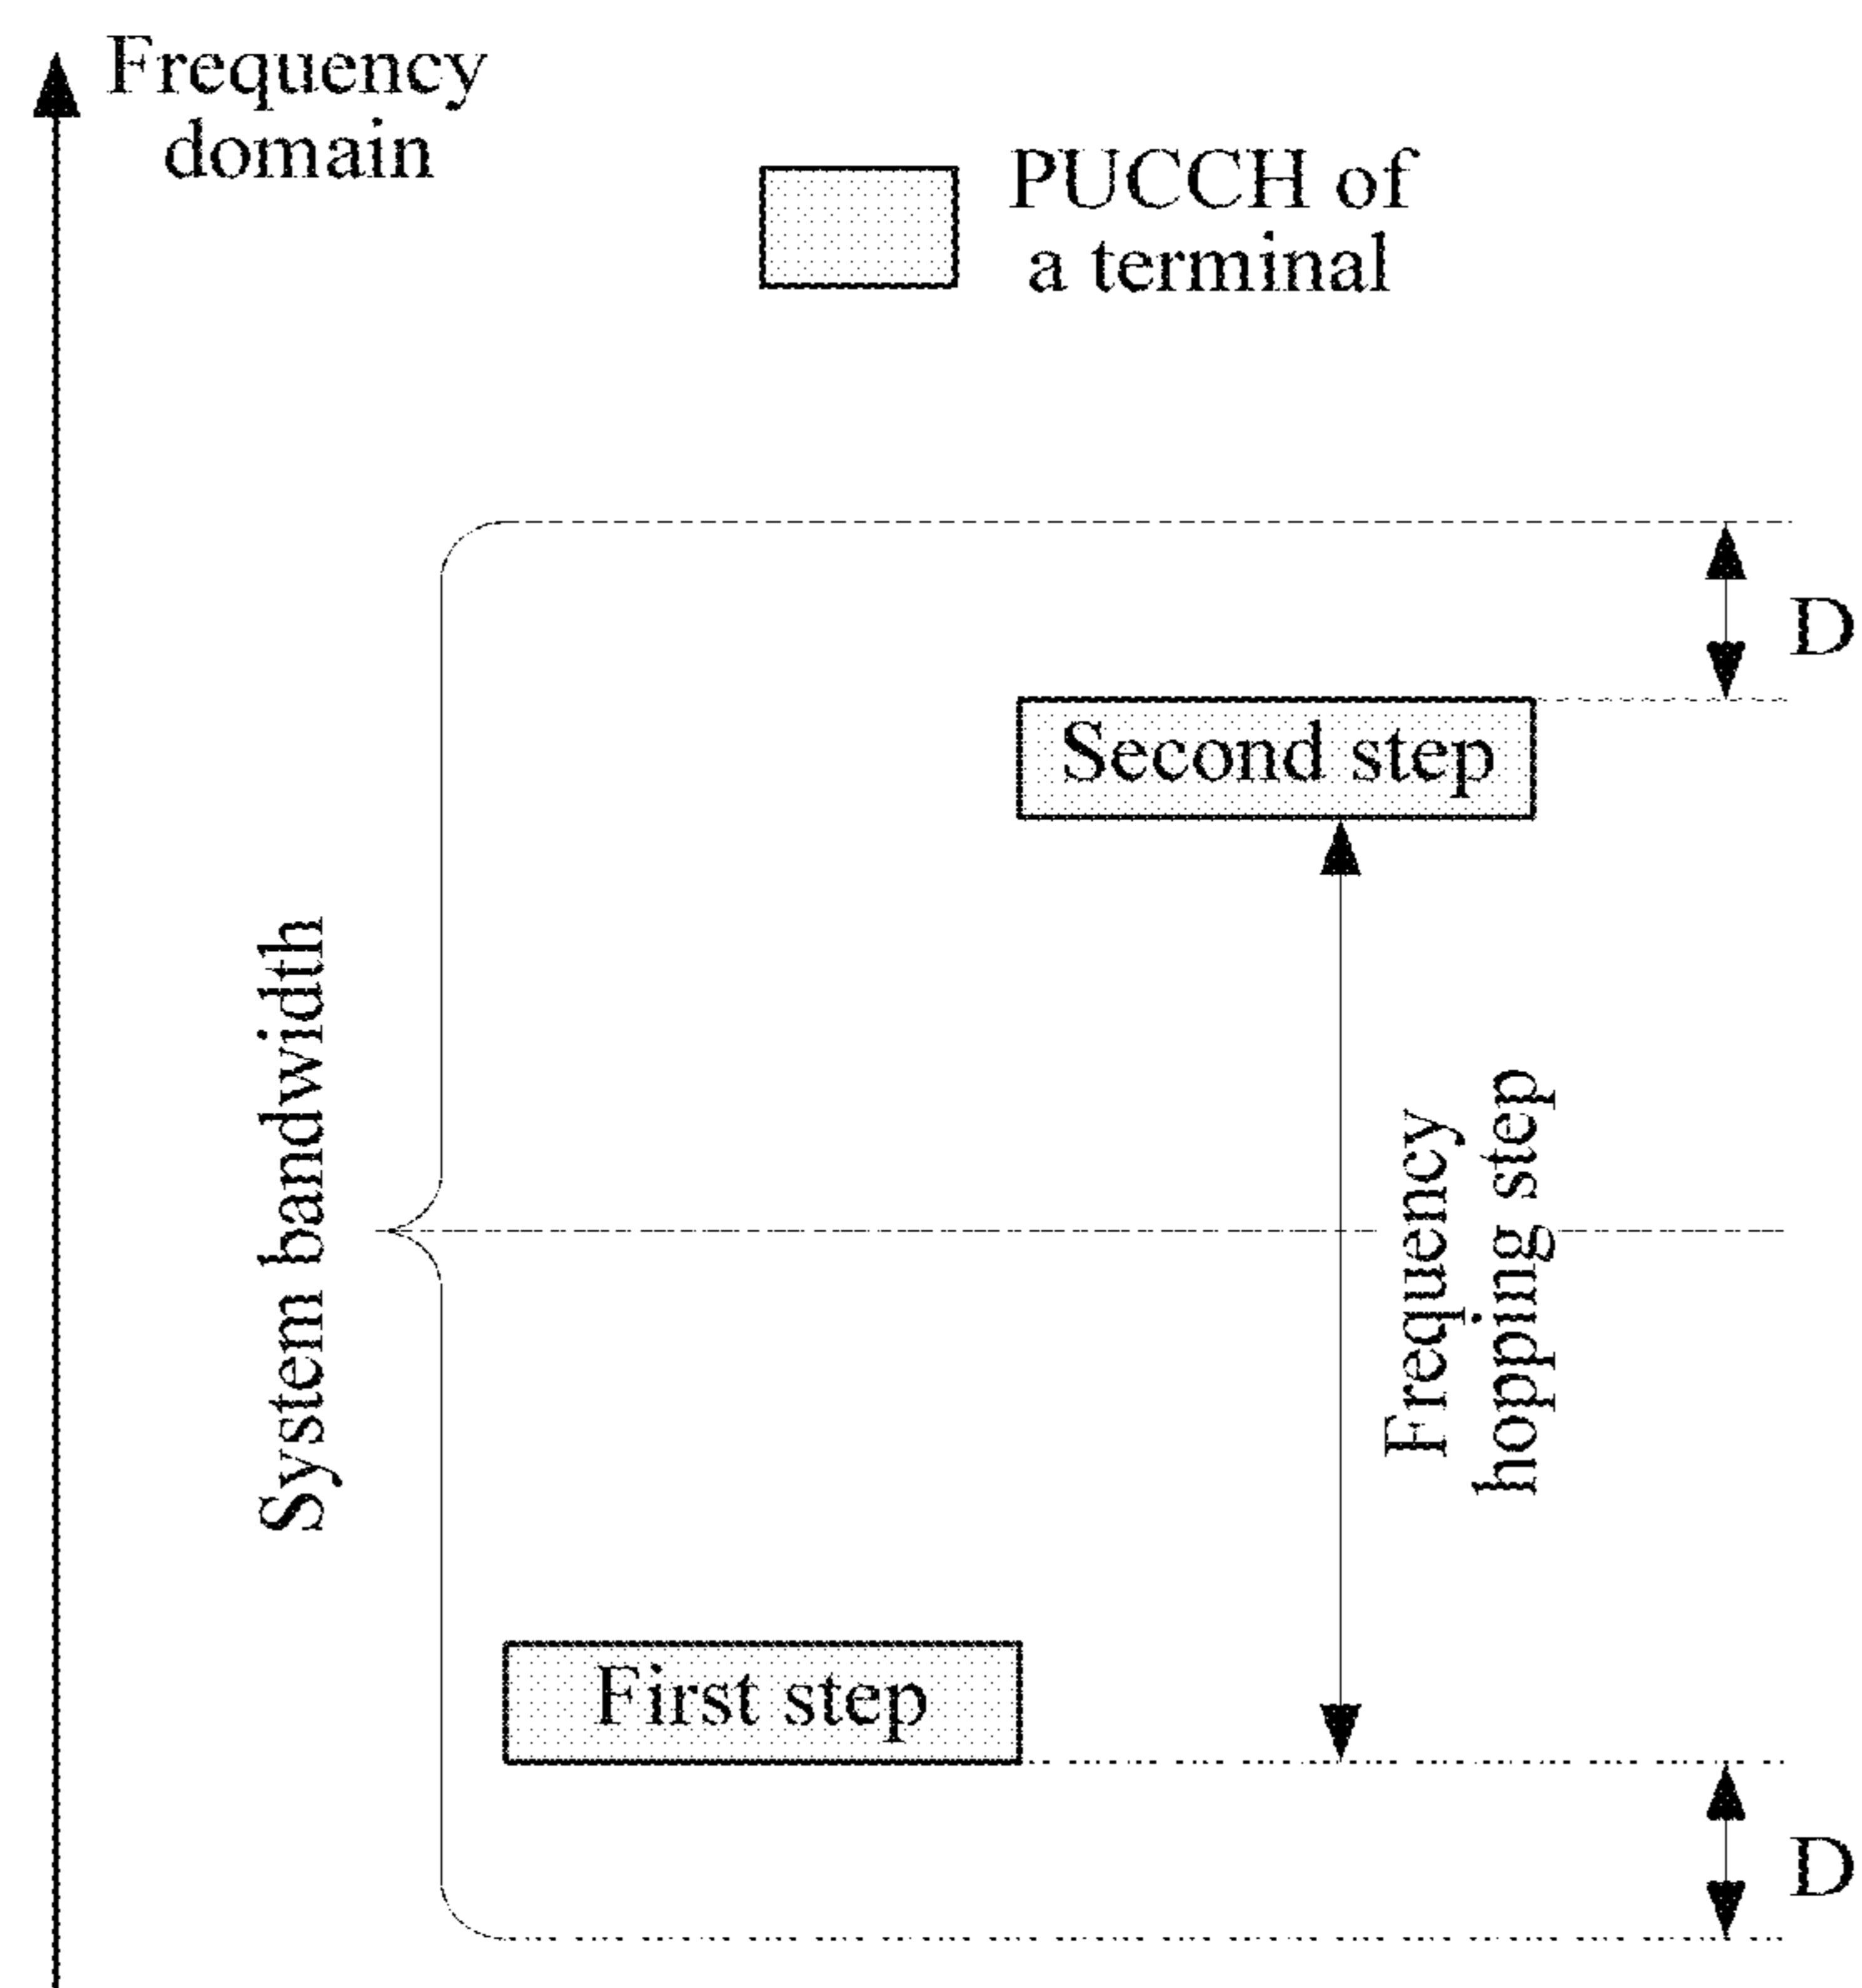 Frequency
domain
PUCCH of
a terminal
D
Second step
System bandwidth
Frequency
hopping step
First step
D